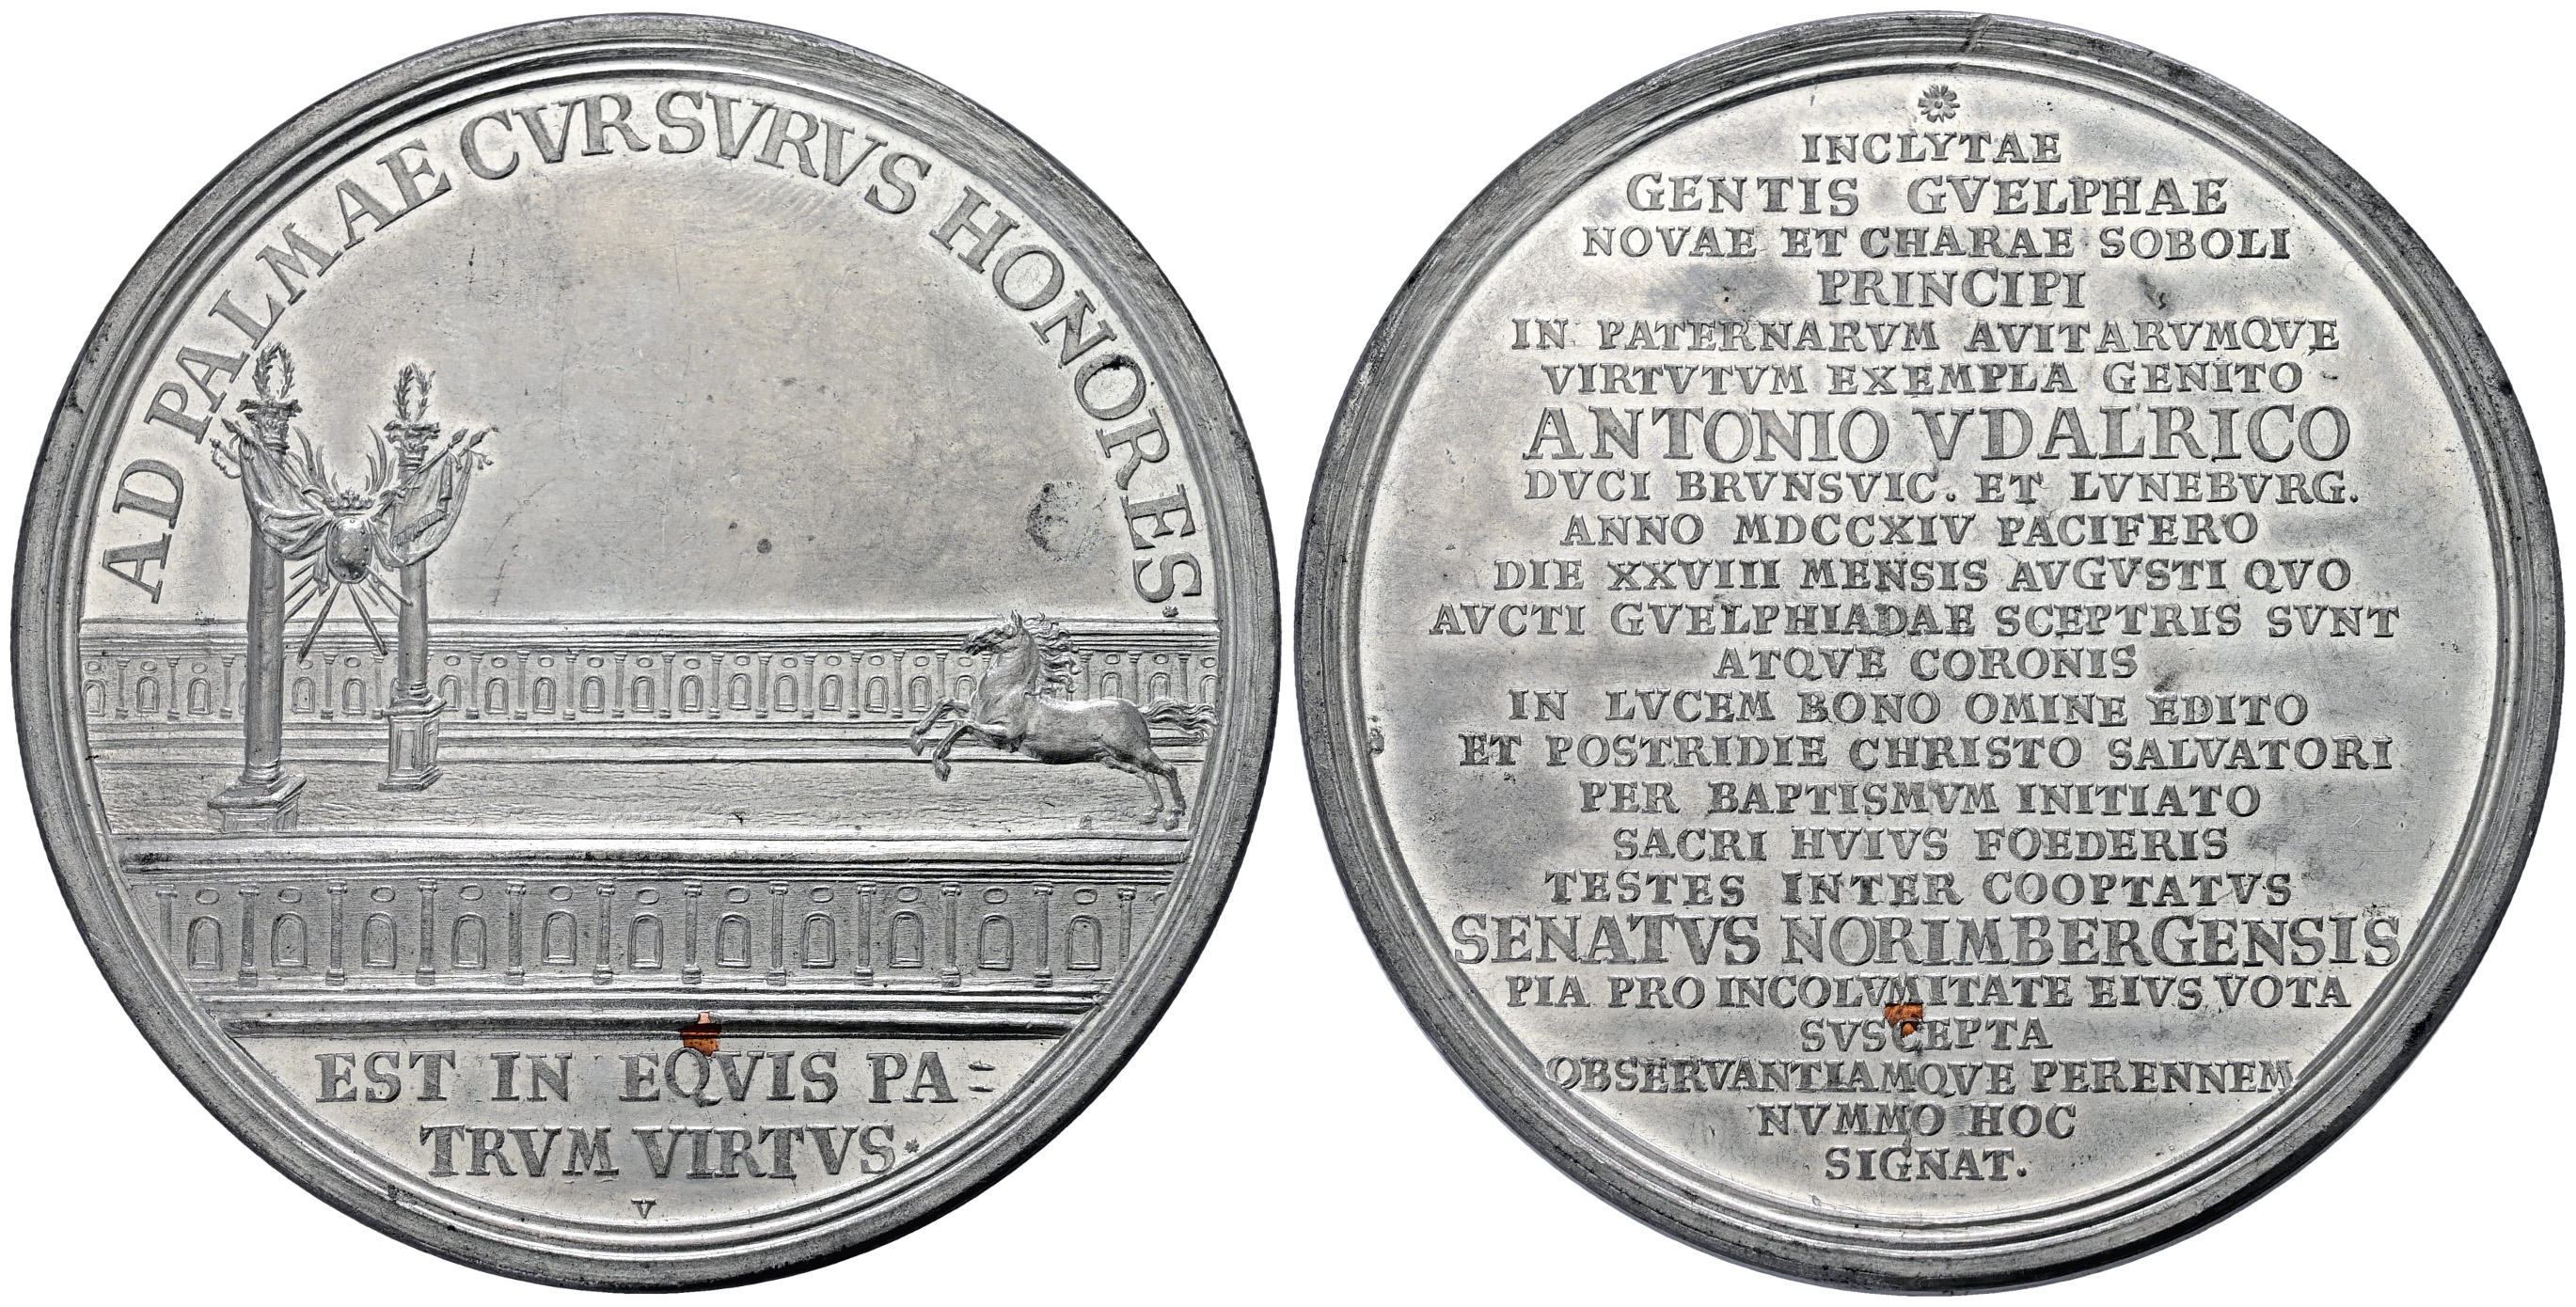 AD PALMAE CVRSVRVS HONORES.
EST IN EQVIS PA=
TRVM VIRTVS.
V
INCLYTAE
GENTIS GVELPHAE
NOVAE ET CHARAE SOBOLI
PRINCIPI
IN PATERNARVM AVITARVMQVE
VIRTVTVM EXEMPLA GENITO
ANTONIO VDALRICO
DVCI BRVNSVIC. ET LVNEBVRG.
ANNO MDCCXIV PACIFERO
DIE XXVIII MENSIS AVGVSTI QVO
AVCTI GVELPHIADAE SCEPTRIS SVNT
ATQVE CORONIS
IN LVCEM BONO OMINE EDITO
ET POSTRIDIE CHRISTO SALVATORI
PER BAPTISMVM INITIATO
SACRI HVIVS FOEDERIS
TESTES INTER COOPTATVS
SENATVS NORIMBERGENSIS
PIA PRO INCOLVMITATE EIVS VOTA
SVSCEPTA
OBSERVANTIAMQVE PERENNEM
NVMMO HOC
SIGNAT.